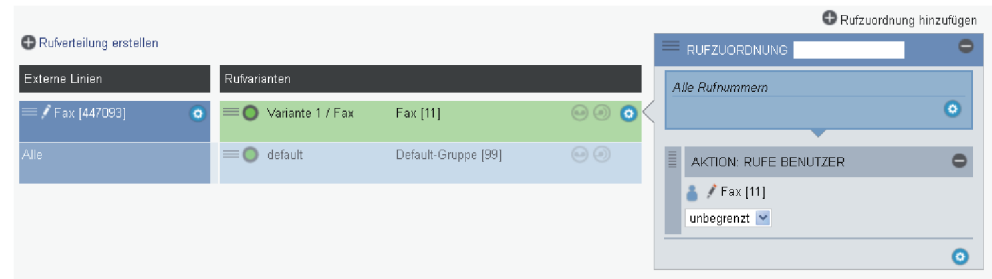 Rufzuordnung hinzufügen
Rufverteilung erstellen
RUFZUORDNUNG
Externe Linien
Rufvarianten
Alle Rufnummern
Fax [447093]
Variante 1 / Fax
Fax [11]
Alle
default
Default-Gruppe [99]
AKTION: RUFE BENUTZER
Fax [11]
unbegrenzt